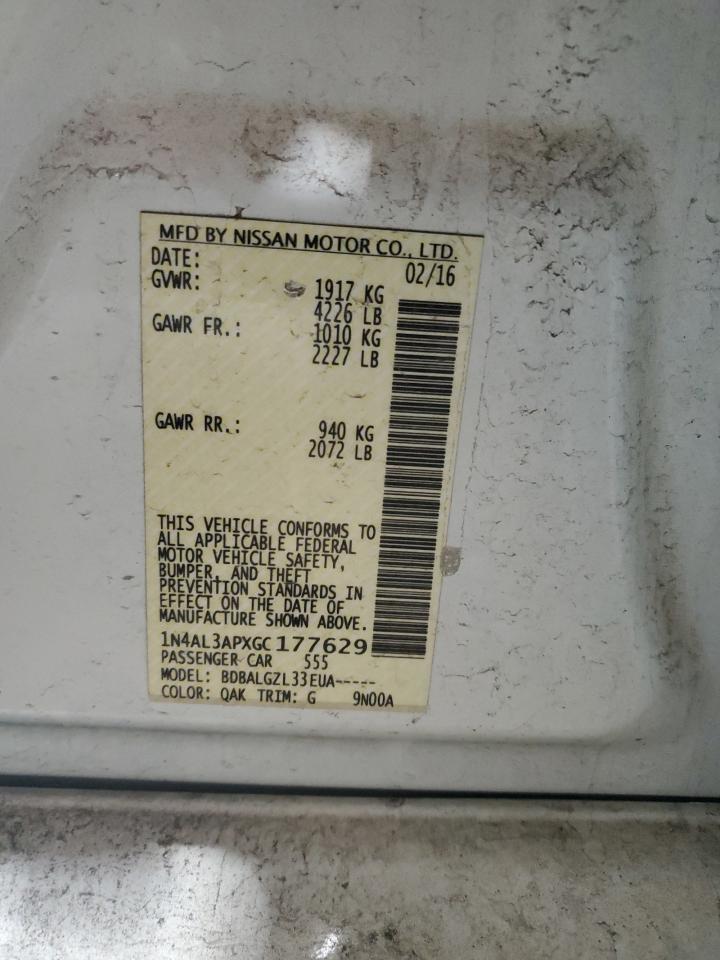 MFD BY NISSAN MOTOR CO., LTD.
DATE: 02/16
GVWR: 1917 KG
4226 LB
GAWR FR.: 1010 KG
2227 LB
GAWR RR.: 940 KG
2072 LB
THIS VEHICLE CONFORMS TO
ALL APPLICABLE FEDERAL
MOTOR VEHICLE SAFETY,
BUMPER, AND THEFT
PREVENTION STANDARDS IN
EFFECT ON THE DATE OF
MANUFACTURE SHOWN ABOVE.
1N4AL3APXGC177629
PASSENGER CAR 555
MODEL: BDBALGZL33EUA-----
COLOR: QAK TRIM: G 9N00A